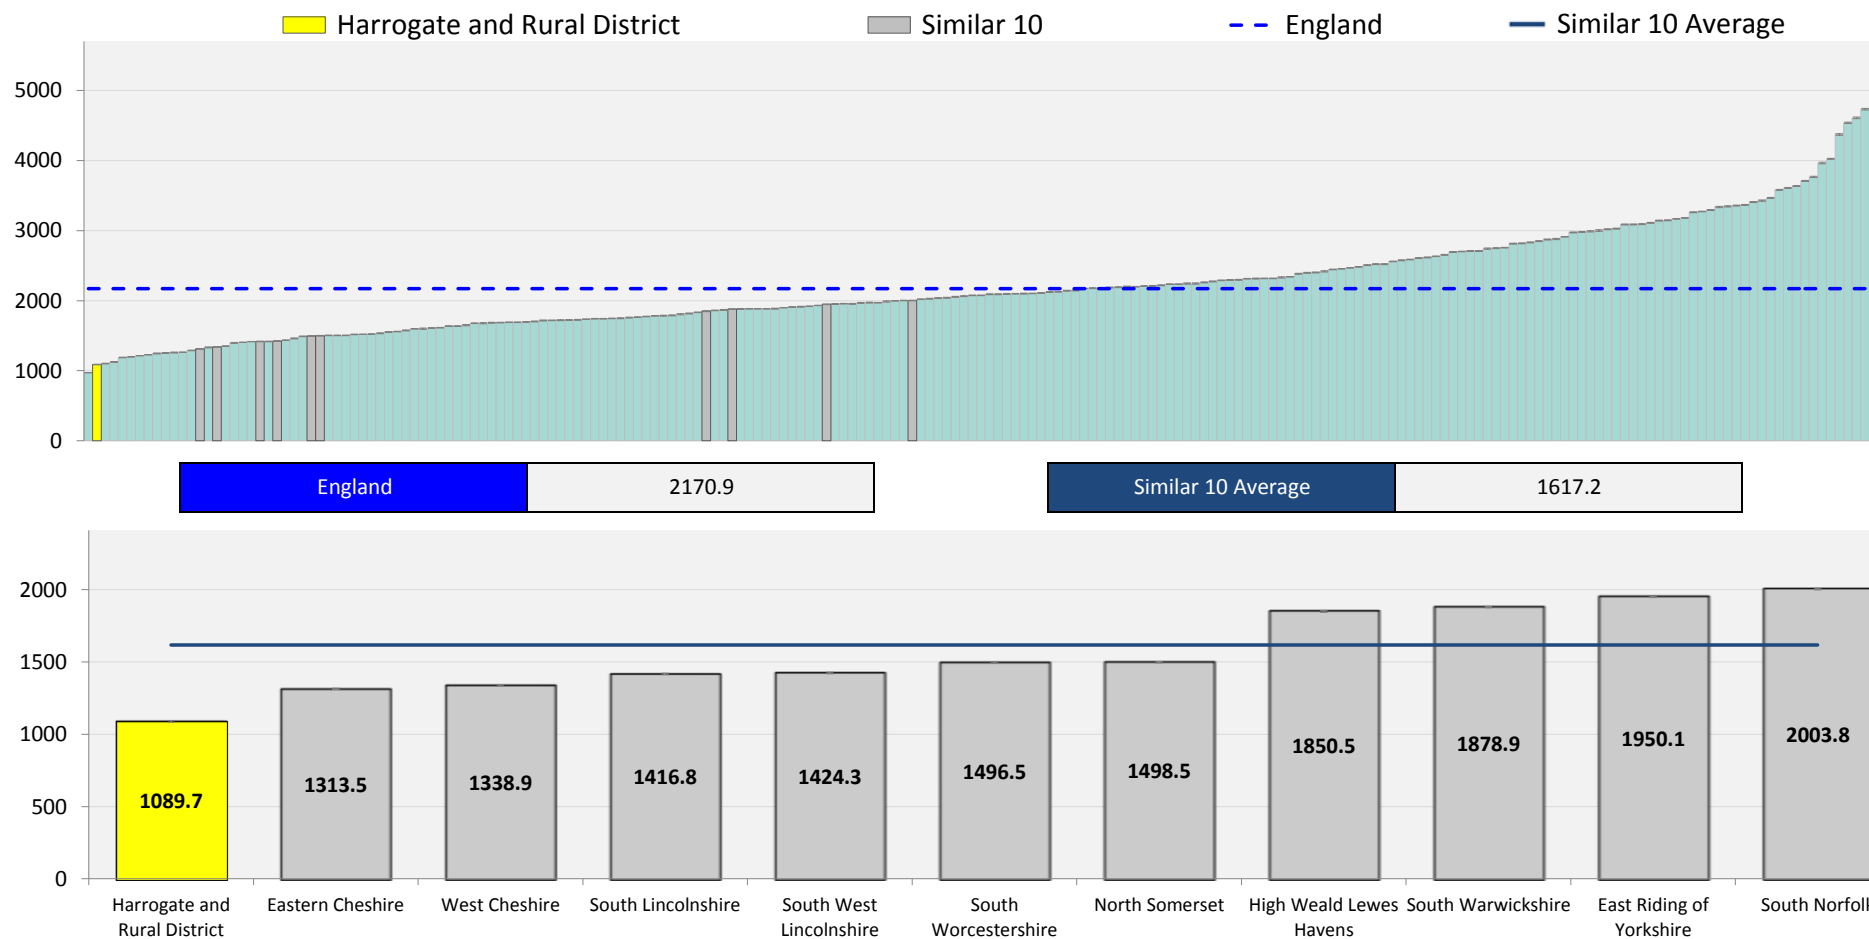 Harrogate and Rural District
Similar 10
England
Similar 10 Average
5000
4000
3000
2000
1000
0
England 2170.9
Similar 10 Average 1617.2
2000
1500
1000
500
0
1089.7
1313.5
1338.9
1416.8
1424.3
1496.5
1498.5
1850.5
1878.9
1950.1
2003.8
Harrogate and
Rural District
Eastern Cheshire
West Cheshire
South Lincolnshire
South West
Lincolnshire
South
Worcestershire
North Somerset
High Weald Lewes
Havens
South Warwickshire
East Riding of
Yorkshire
South Norfolk